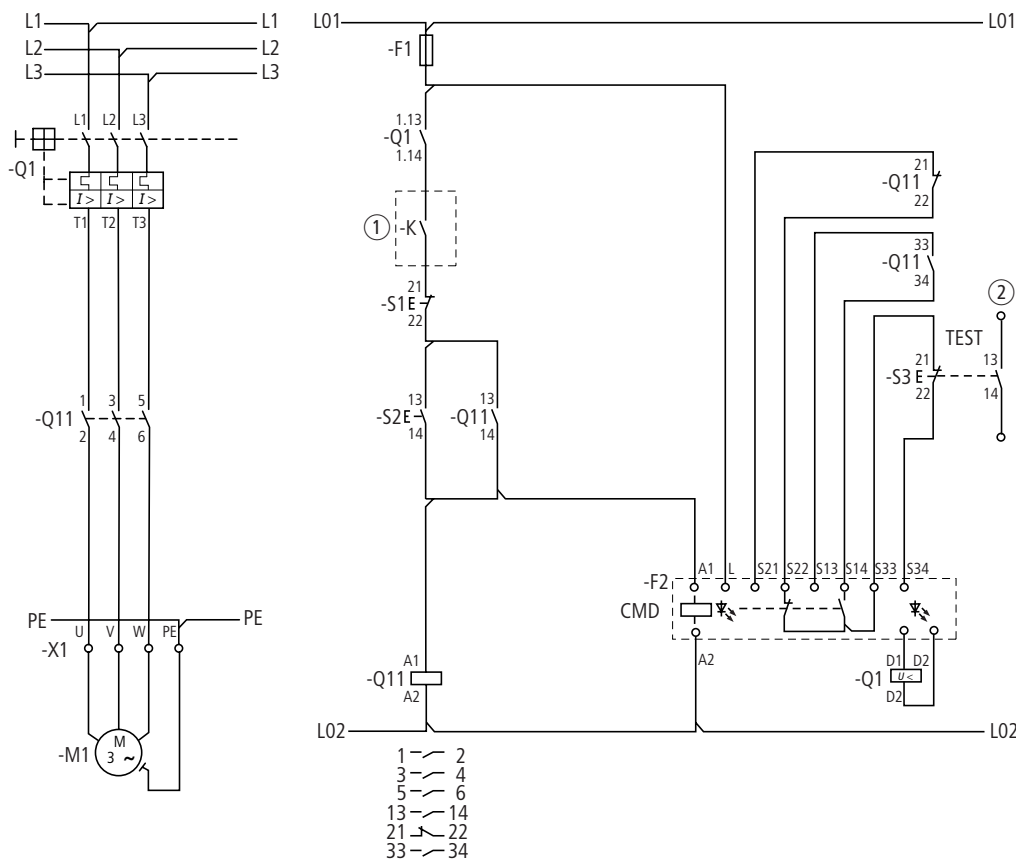 L1 L1
L2 L2
L3 L3
L1 L2 L3
-Q1
I > I > I >
T1 T2 T3
1 3 5
-Q11
2 4 6
PE PE
U V W PE
-X1
-M1
M
3 ~
L01 L01
-F1
1.13
-Q1
1.14
1 -K
21
-S1 E
22
13 13
-S2 E -Q11
14 14
21
-Q11
22
33
-Q11
34
2
TEST
21 13
-S3 E
22 14
A1 L S21 S22 S13 S14 S33 S34
-F2
CMD
A2
D1 D2
-Q1 U <
D2
A1
-Q11
A2
L02 L02
1 2
3 4
5 6
13 14
21 22
33 34